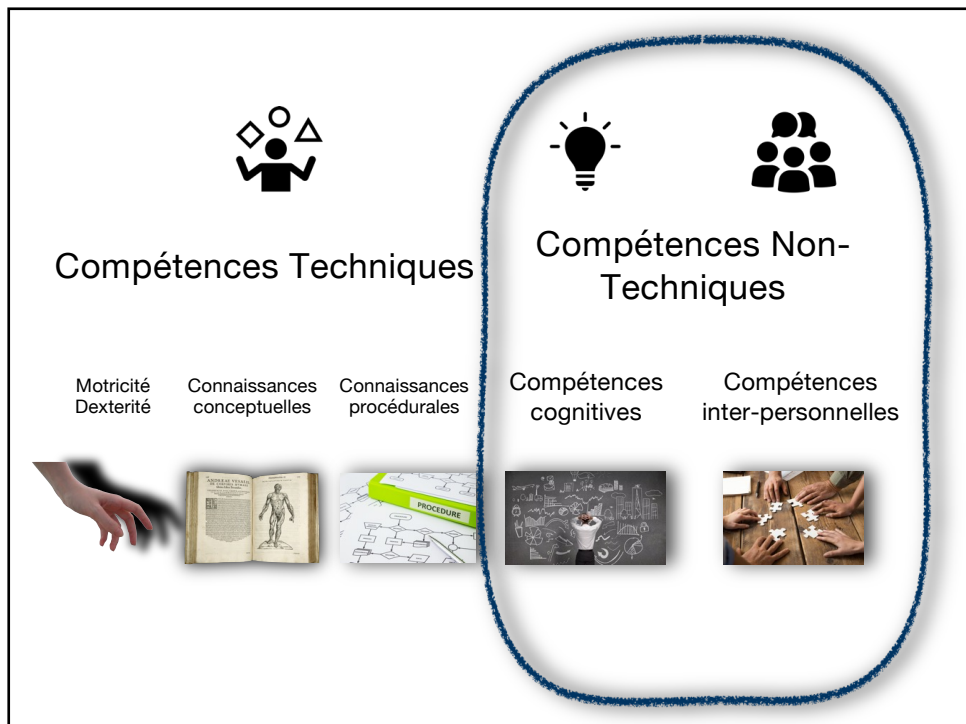 Compétences Techniques
Compétences Non-
Techniques
Motricité
Dexterité
Connaissances
conceptuelles
Connaissances
procédurales
Compétences
cognitives
Compétences
inter-personnelles
PROCEDURE